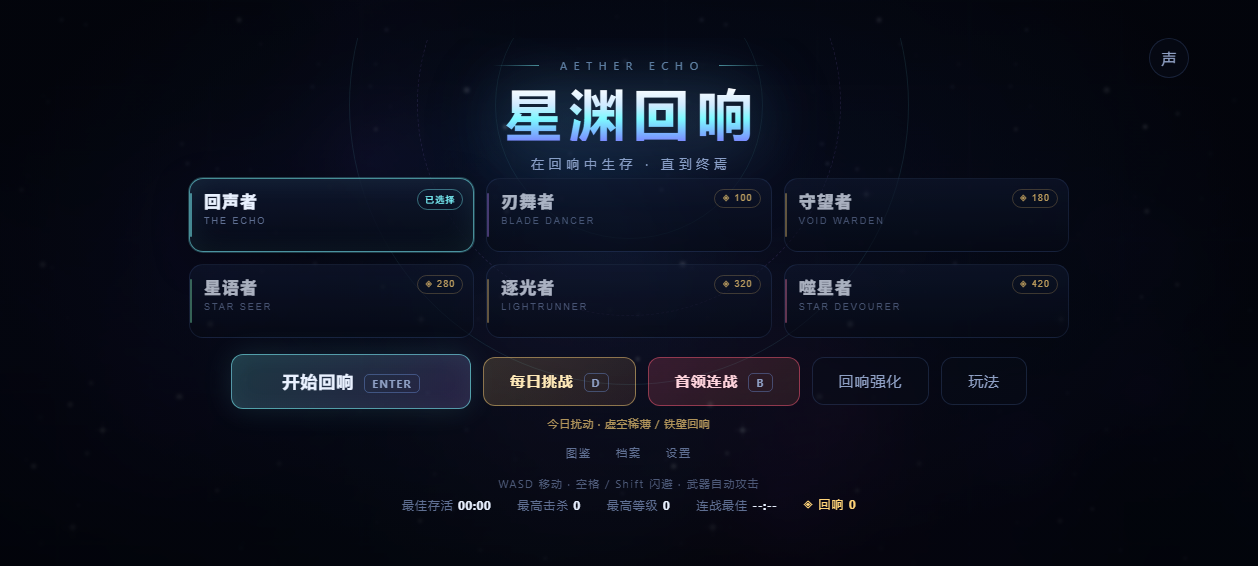 声
AETHER ECHO
星渊回响
在回响中生存 · 直到终焉
回声者 已选择
THE ECHO
刃舞者 ◈ 100
BLADE DANCER
守望者 ◈ 180
VOID WARDEN
星语者 ◈ 280
STAR SEER
逐光者 ◈ 320
LIGHTRUNNER
噬星者 ◈ 420
STAR DEVOURER
开始回响 ENTER 每日挑战 D 首领连战 B 回响强化 玩法
今日扰动 · 虚空稀薄 / 铁壁回响
图鉴 档案 设置
WASD 移动 · 空格 / Shift 闪避 · 武器自动攻击
最佳存活 00:00 最高击杀 0 最高等级 0 连战最佳 --:-- ◈ 回响 0